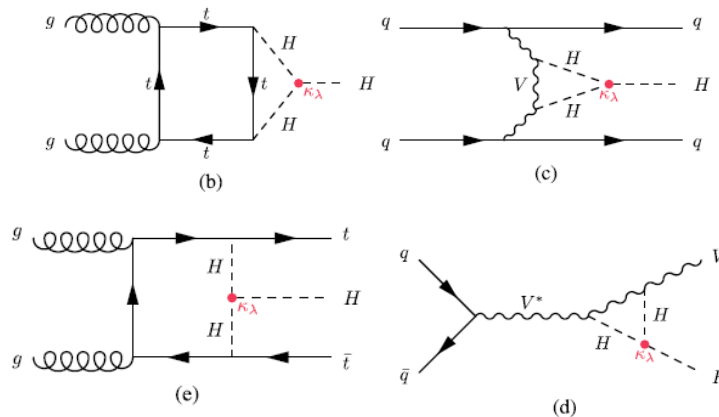 g t H
t t κλ H
g t H
(b)
q q
V H κλ H
H
q q
(c)
g t
H
κλ H
H
g t̄
(e)
q V
V* H
H κλ
q̄
(d)